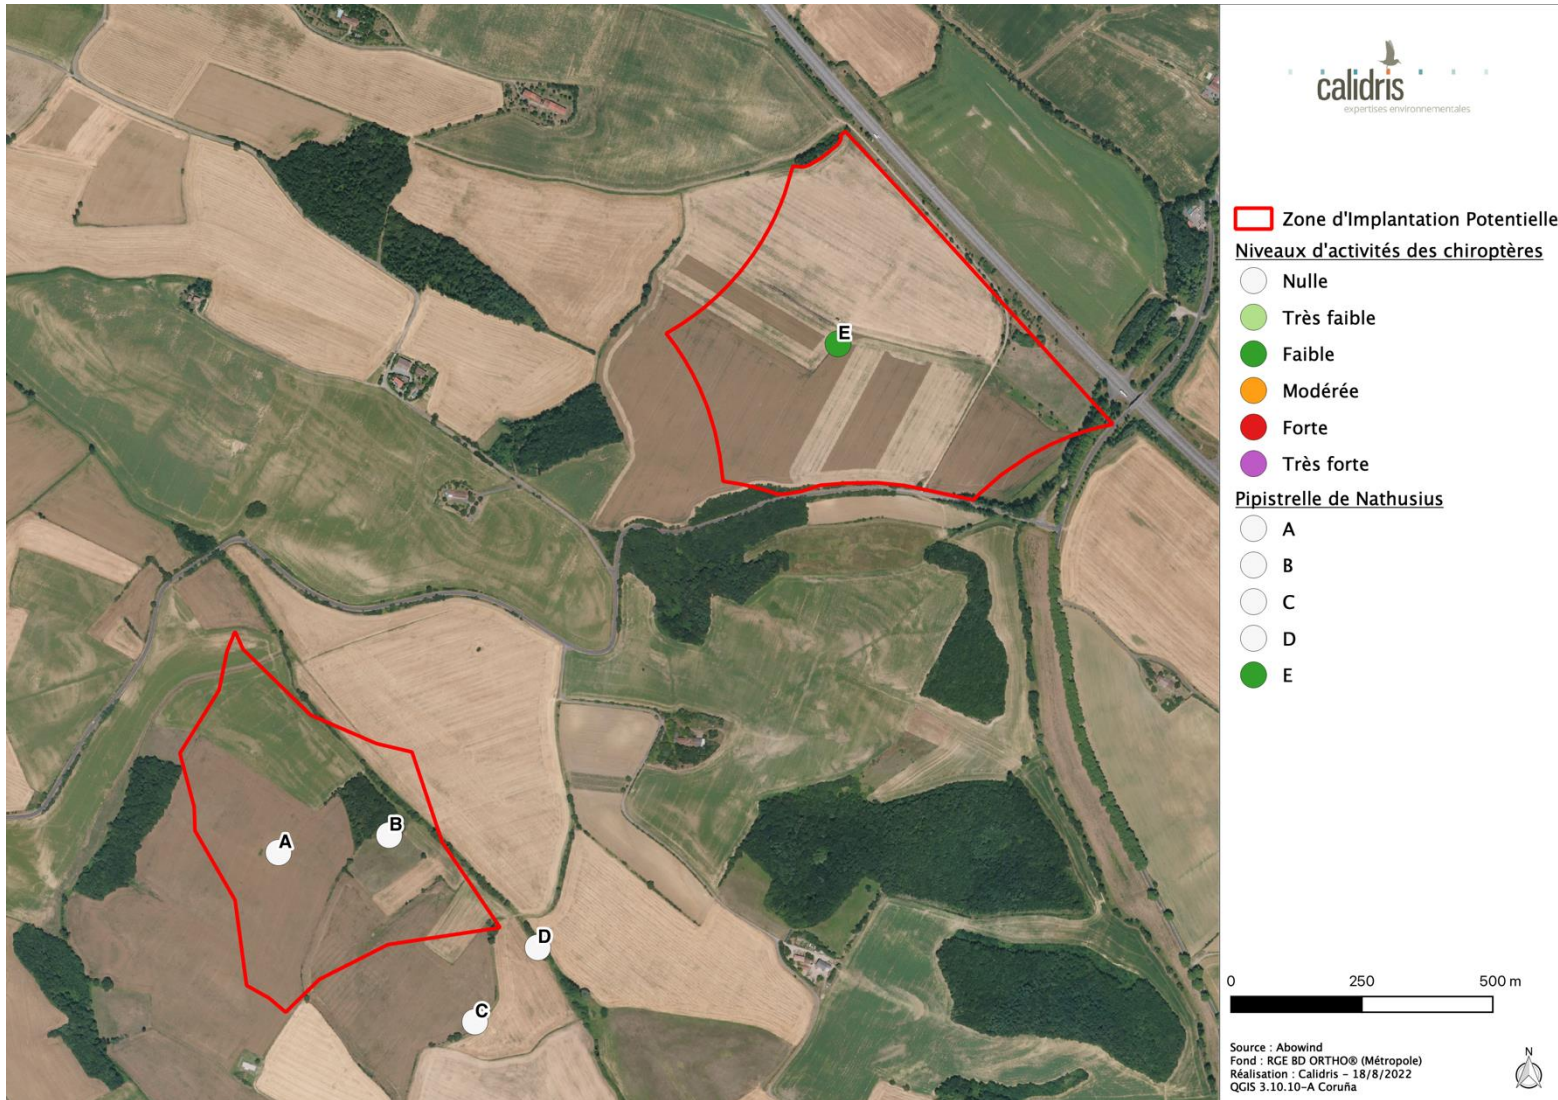 calidris
expertises environnementales
Zone d'Implantation Potentielle
Niveaux d'activités des chiroptères
Nulle
Très faible
Faible
Modérée
Forte
Très forte
Pipistrelle de Nathusius
A
B
C
D
E
E
B
A
D
C
0 250 500 m
Source : Abowind
Fond : RGE BD ORTHO® (Métropole)
Réalisation : Calidris - 18/8/2022
QGIS 3.10.10-A Coruña
N